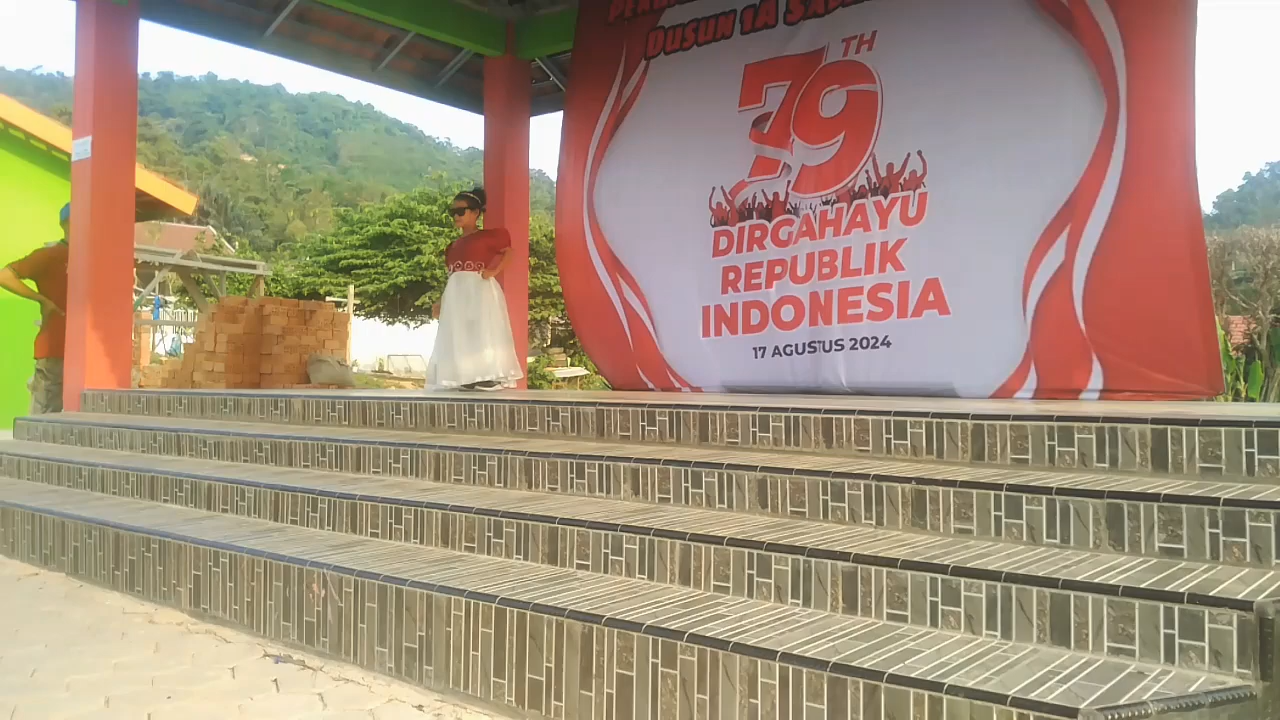 DUSUN 1A
79 TH
DIRGAHAYU
REPUBLIK
INDONESIA
17 AGUSTUS 2024